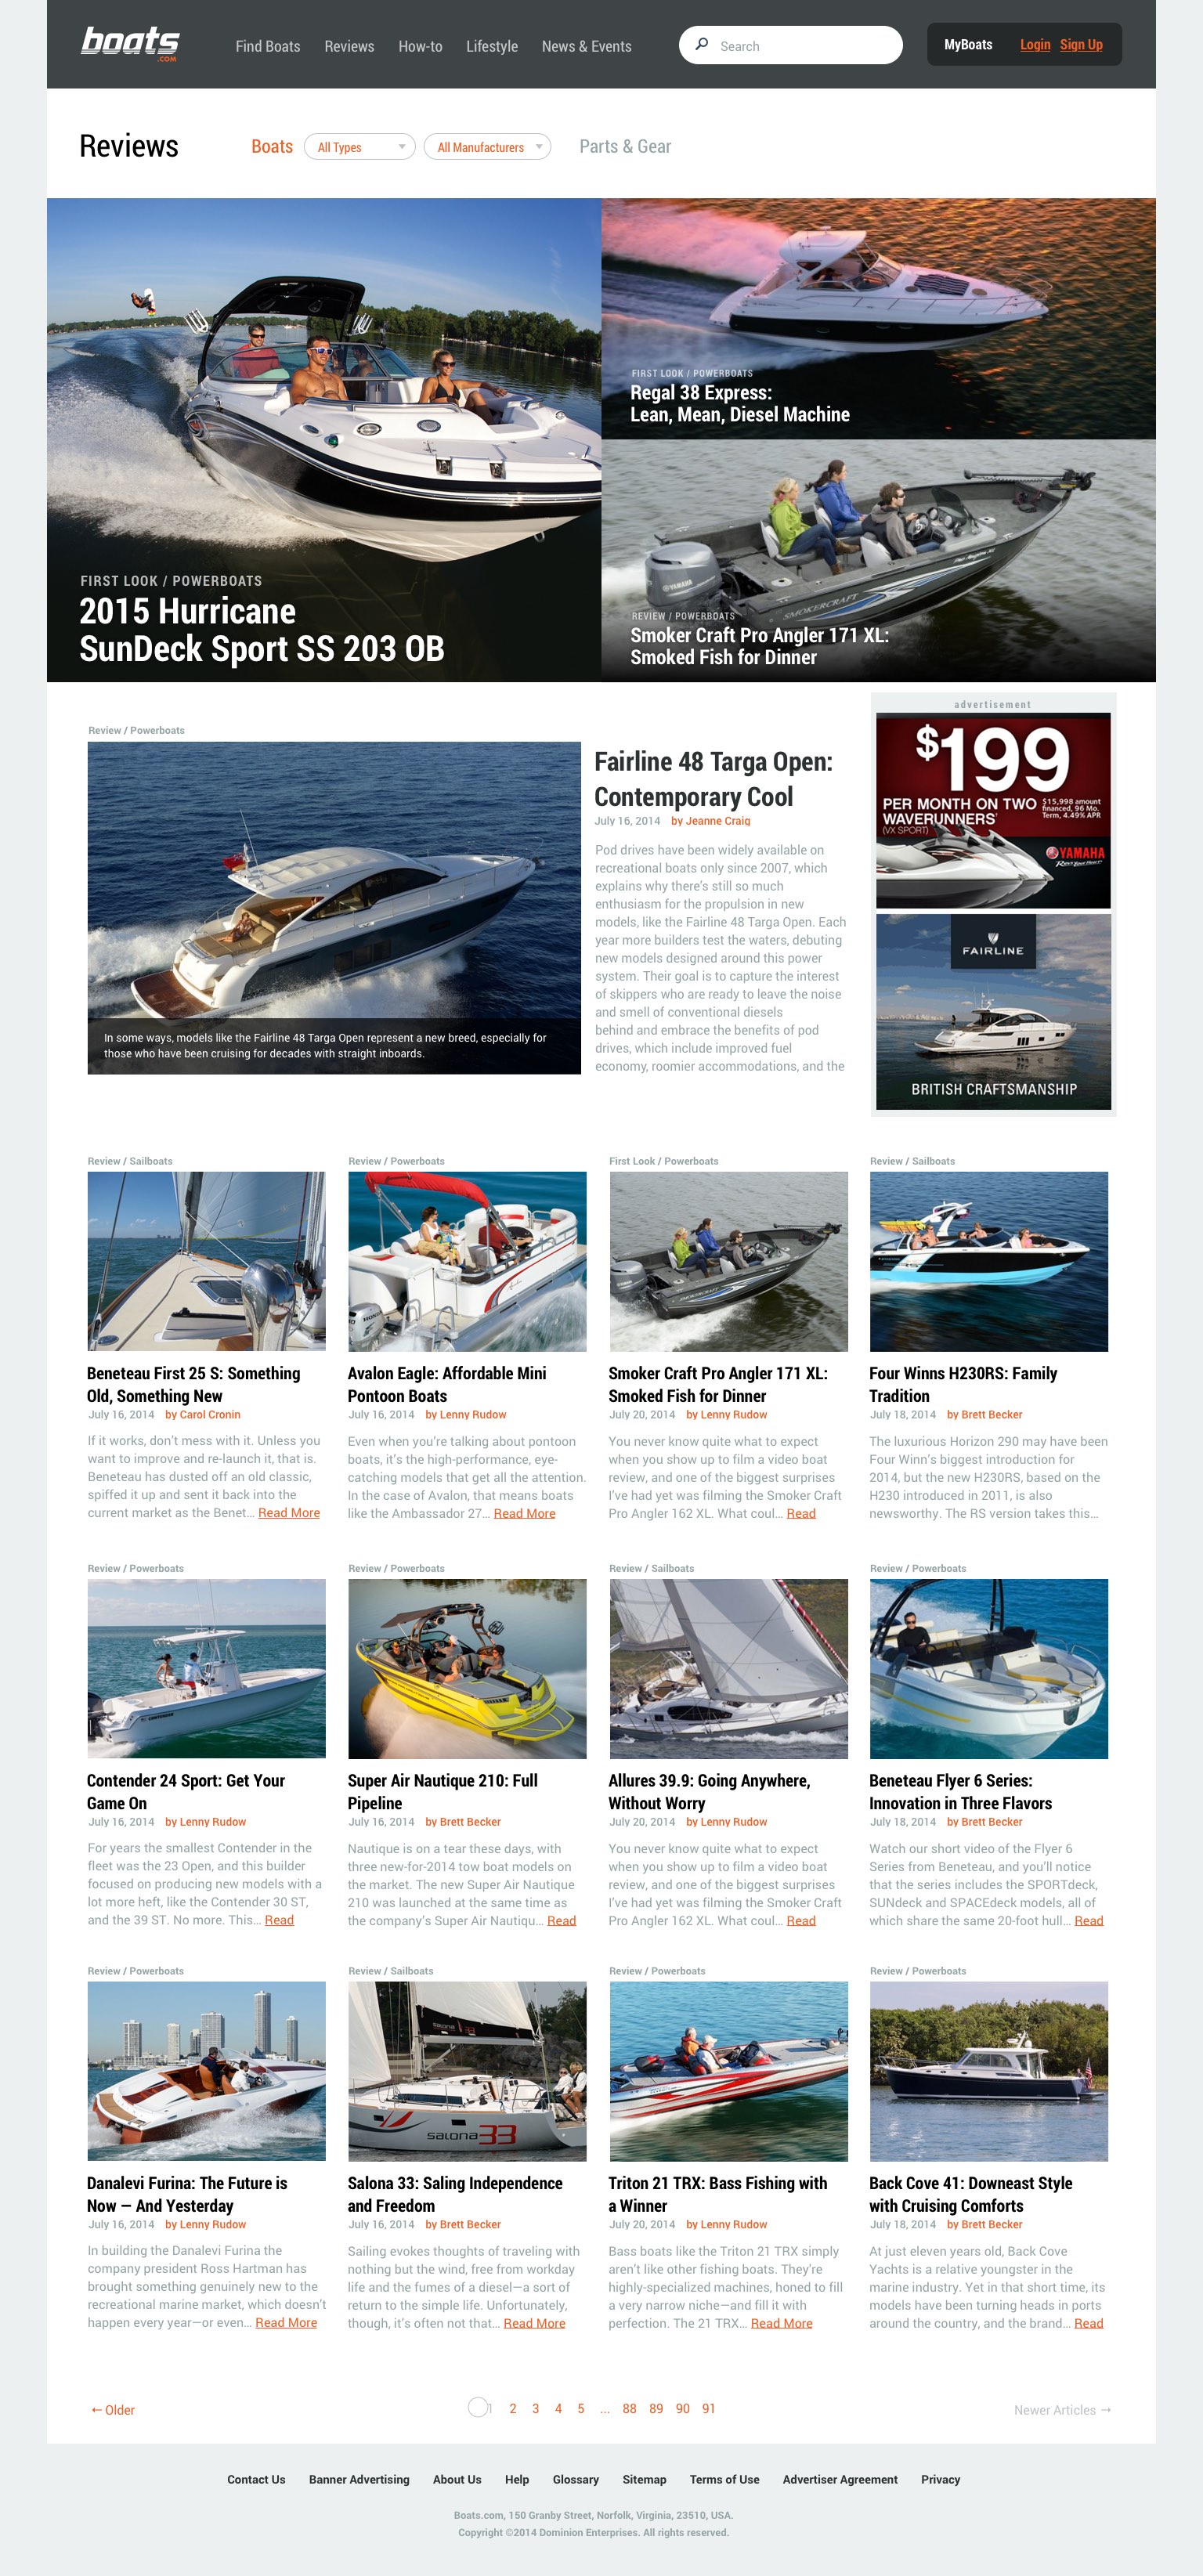 boats
.COM
Find Boats Reviews How-to Lifestyle News & Events
Search
MyBoats Login Sign Up
Reviews
Boats All Types All Manufacturers Parts & Gear
FIRST LOOK / POWERBOATS
2015 Hurricane
SunDeck Sport SS 203 OB
FIRST LOOK / POWERBOATS
Regal 38 Express:
Lean, Mean, Diesel Machine
YAMAHA
SMOKERCRAFT
REVIEW / POWERBOATS
Smoker Craft Pro Angler 171 XL:
Smoked Fish for Dinner
Review / Powerboats
In some ways, models like the Fairline 48 Targa Open represent a new breed, especially for
those who have been cruising for decades with straight inboards.
Fairline 48 Targa Open:
Contemporary Cool
July 16, 2014 by Jeanne Craig
Pod drives have been widely available on
recreational boats only since 2007, which
explains why there's still so much
enthusiasm for the propulsion in new
models, like the Fairline 48 Targa Open. Each
year more builders test the waters, debuting
new models designed around this power
system. Their goal is to capture the interest
of skippers who are ready to leave the noise
and smell of conventional diesels
behind and embrace the benefits of pod
drives, which include improved fuel
economy, roomier accommodations, and the
advertisement
$199
PER MONTH ON TWO
WAVERUNNERS'
(VX SPORT)
$15,998 amount
financed, 96 Mo.
Term, 4.49% APR
YAMAHA
FAIRLINE
BRITISH CRAFTSMANSHIP
Review / Sailboats
Beneteau First 25 S: Something
Old, Something New
July 16, 2014 by Carol Cronin
If it works, don't mess with it. Unless you
want to improve and re-launch it, that is.
Beneteau has dusted off an old classic,
spiffed it up and sent it back into the
current market as the Benet... Read More
Review / Powerboats
HONDA
Avalon Eagle: Affordable Mini
Pontoon Boats
July 16, 2014 by Lenny Rudow
Even when you're talking about pontoon
boats, it's the high-performance, eye-
catching models that get all the attention.
In the case of Avalon, that means boats
like the Ambassador 27... Read More
First Look / Powerboats
Smoker Craft Pro Angler 171 XL:
Smoked Fish for Dinner
July 20, 2014 by Lenny Rudow
You never know quite what to expect
when you show up to film a video boat
review, and one of the biggest surprises
I've had yet was filming the Smoker Craft
Pro Angler 162 XL. What coul... Read
Review / Sailboats
Four Winns H230RS: Family
Tradition
July 18, 2014 by Brett Becker
The luxurious Horizon 290 may have been
Four Winn's biggest introduction for
2014, but the new H230RS, based on the
H230 introduced in 2011, is also
newsworthy. The RS version takes this...
Review / Powerboats
CONTENDER
Contender 24 Sport: Get Your
Game On
July 16, 2014 by Lenny Rudow
For years the smallest Contender in the
fleet was the 23 Open, and this builder
focused on producing new models with a
lot more heft, like the Contender 30 ST,
and the 39 ST. No more. This... Read
Review / Powerboats
Super Air Nautique 210: Full
Pipeline
July 16, 2014 by Brett Becker
Nautique is on a tear these days, with
three new-for-2014 tow boat models on
the market. The new Super Air Nautique
210 was launched at the same time as
the company's Super Air Nautiqu... Read
Review / Sailboats
Allures 39.9: Going Anywhere,
Without Worry
July 20, 2014 by Lenny Rudow
You never know quite what to expect
when you show up to film a video boat
review, and one of the biggest surprises
I've had yet was filming the Smoker Craft
Pro Angler 162 XL. What coul... Read
Review / Powerboats
Beneteau Flyer 6 Series:
Innovation in Three Flavors
July 18, 2014 by Brett Becker
Watch our short video of the Flyer 6
Series from Beneteau, and you'll notice
that the series includes the SPORTdeck,
SUNdeck and SPACEdeck models, all of
which share the same 20-foot hull... Read
Review / Powerboats
Danalevi Furina: The Future is
Now — And Yesterday
July 16, 2014 by Lenny Rudow
In building the Danalevi Furina the
company president Ross Hartman has
brought something genuinely new to the
recreational marine market, which doesn't
happen every year—or even... Read More
Review / Sailboats
salona 33
salona33
Salona 33: Saling Independence
and Freedom
July 16, 2014 by Brett Becker
Sailing evokes thoughts of traveling with
nothing but the wind, free from workday
life and the fumes of a diesel—a sort of
return to the simple life. Unfortunately,
though, it's often not that... Read More
Review / Powerboats
Triton 21 TRX: Bass Fishing with
a Winner
July 20, 2014 by Lenny Rudow
Bass boats like the Triton 21 TRX simply
aren't like other fishing boats. They're
highly-specialized machines, honed to fill
a very narrow niche—and fill it with
perfection. The 21 TRX... Read More
Review / Powerboats
Back Cove 41: Downeast Style
with Cruising Comforts
July 18, 2014 by Brett Becker
At just eleven years old, Back Cove
Yachts is a relative youngster in the
marine industry. Yet in that short time, its
models have been turning heads in ports
around the country, and the brand... Read
← Older 1 2 3 4 5 ... 88 89 90 91 Newer Articles →
Contact Us Banner Advertising About Us Help Glossary Sitemap Terms of Use Advertiser Agreement Privacy
Boats.com, 150 Granby Street, Norfolk, Virginia, 23510, USA.
Copyright ©2014 Dominion Enterprises. All rights reserved.